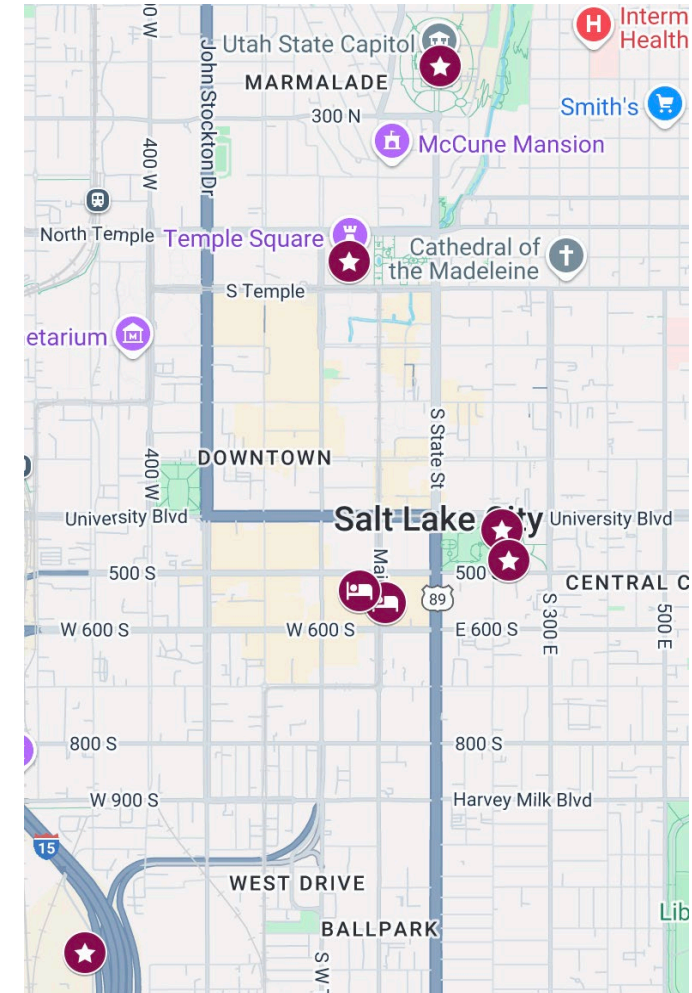 0 W
John Stockton Dr
Utah State Capitol
H
Interm
Health
MARMALADE
Smith's
300 N
400 W
McCune Mansion
North Temple
Temple Square
Cathedral of
the Madeleine
S Temple
etarium
M
S State St
DOWNTOWN
400 W
University Blvd
Salt Lake City
University Blvd
Mai
500 S
500
CENTRAL C
89
S 300 E
500 E
W 600 S
W 600 S
E 600 S
800 S
800 S
W 900 S
Harvey Milk Blvd
15
WEST DRIVE
Lib
BALLPARK
S W